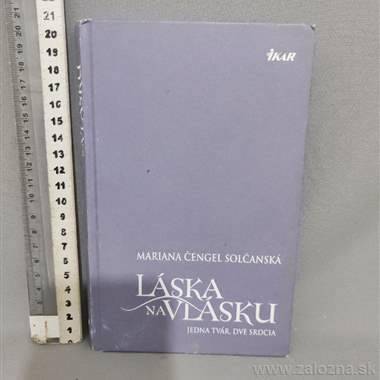 IKAR
MARIANA ČENGEL SOLČANSKÁ
LÁSKA
NA VLÁSKU
JEDNA TVÁR, DVE SRDCIA
www.zalozna.sk